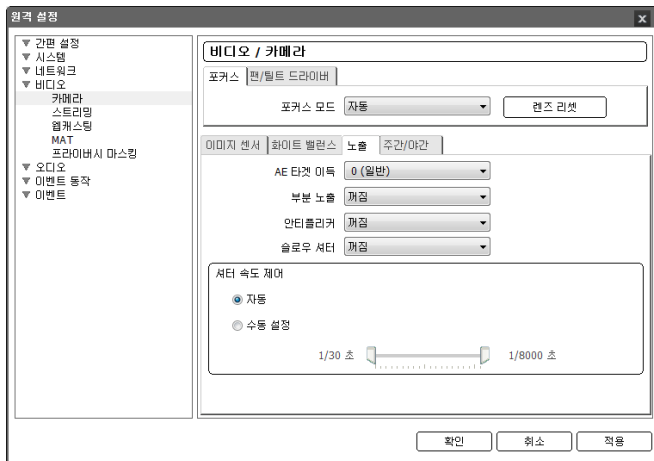 원격 설정
x
간편 설정
시스템
네트워크
비디오
카메라
스트리밍
웹캐스팅
MAT
프라이버시 마스킹
오디오
이벤트 동작
이벤트
비디오 / 카메라
포커스 팬/틸트 드라이버
포커스 모드 자동 렌즈 리셋
이미지 센서 화이트 밸런스 노출 주간/야간
AE 타겟 이득 0 (일반)
부분 노출 꺼짐
안티플리커 꺼짐
슬로우 셔터 꺼짐
셔터 속도 제어
자동
수동 설정
1/30 초 1/8000 초
확인 취소 적용